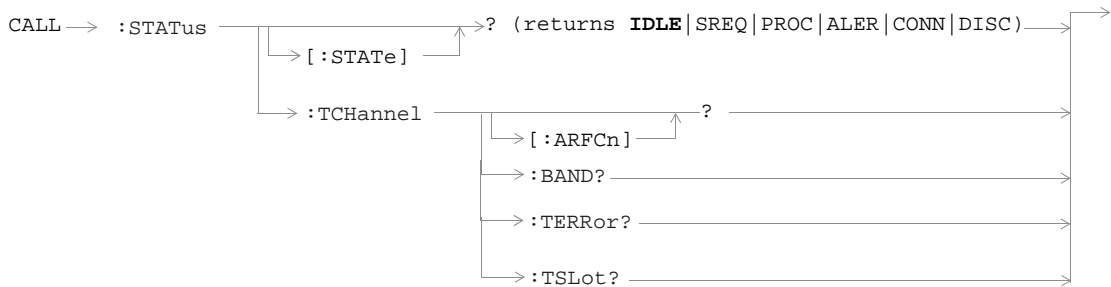 CALL :STATus ? (returns IDLE|SREQ|PROC|ALER|CONN|DISC)
[:STATe]
:TCHannel ?
[:ARFCn]
:BAND?
:TERRor?
:TSLot?